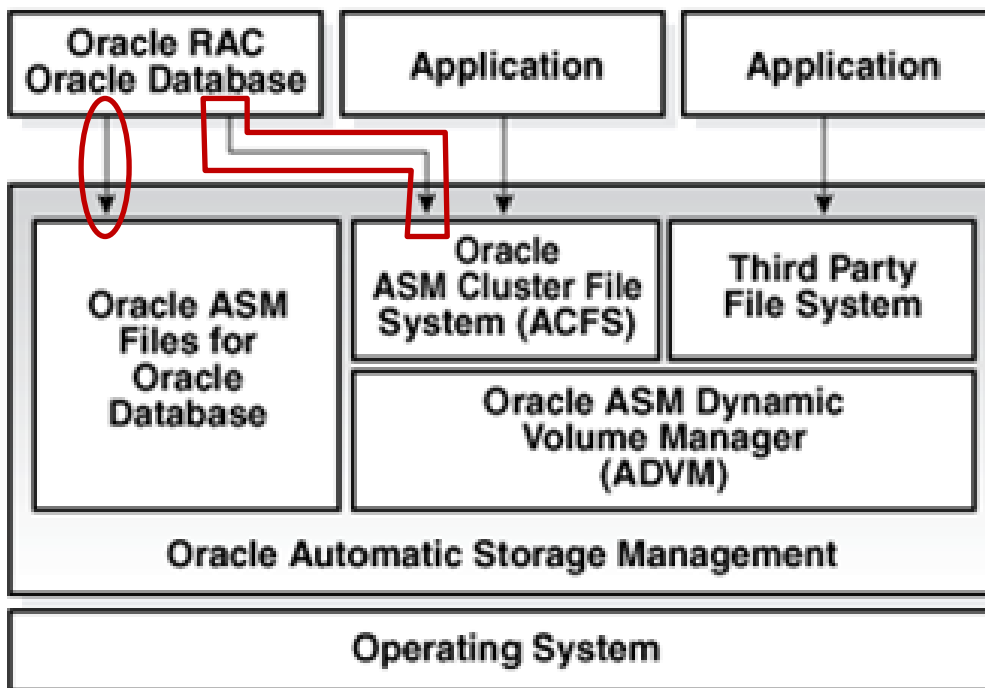 Oracle RAC
Oracle Database
Application
Application
Oracle ASM
Files for
Oracle
Database
Oracle
ASM Cluster File
System (ACFS)
Third Party
File System
Oracle ASM Dynamic
Volume Manager
(ADVM)
Oracle Automatic Storage Management
Operating System